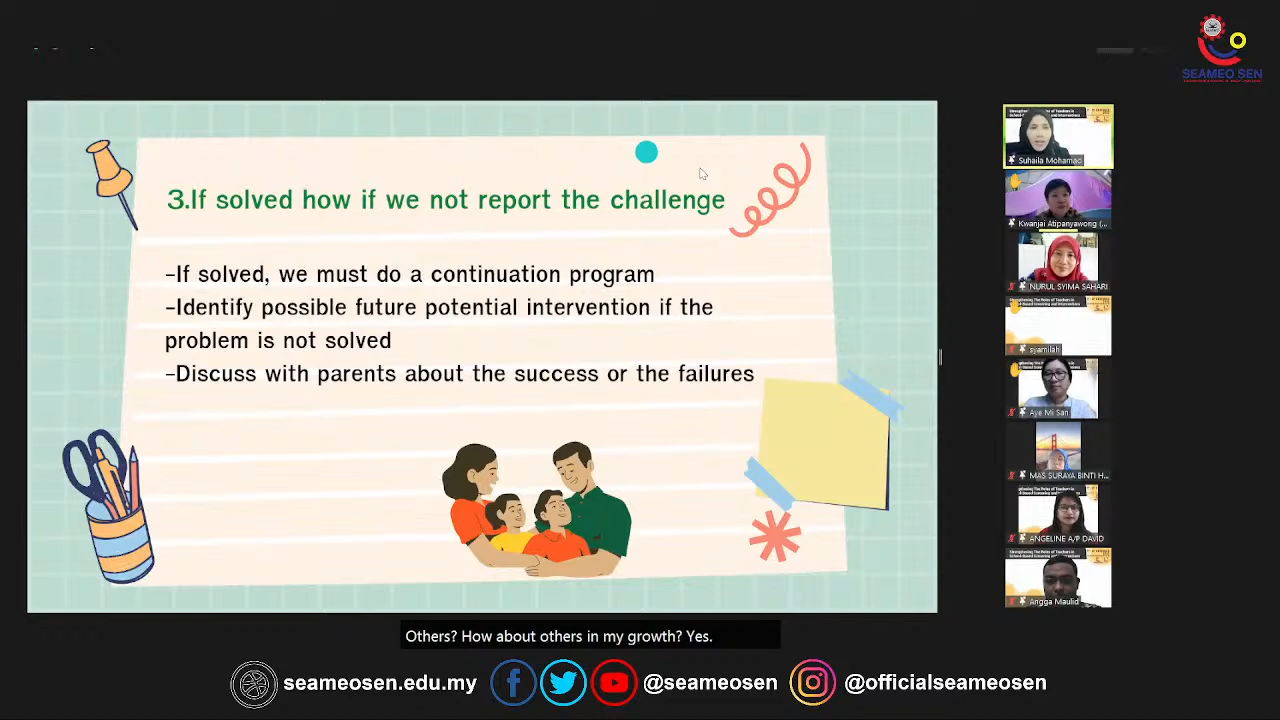 SEAMEO SEN
3.If solved how if we not report the challenge
-If solved, we must do a continuation program
-Identify possible future potential intervention if the
problem is not solved
-Discuss with parents about the success or the failures
Suhaila Mohamad
Kwanjai Atipanyawong (...
NURUL SYIMA SAHARI
syamilah
Aye Mi San
MAS SURAYA BINTI H...
ANGELINE A/P DAVID
Angga Maulid
Others? How about others in my growth? Yes.
seameosen.edu.my
@seameosen
@officialseameosen